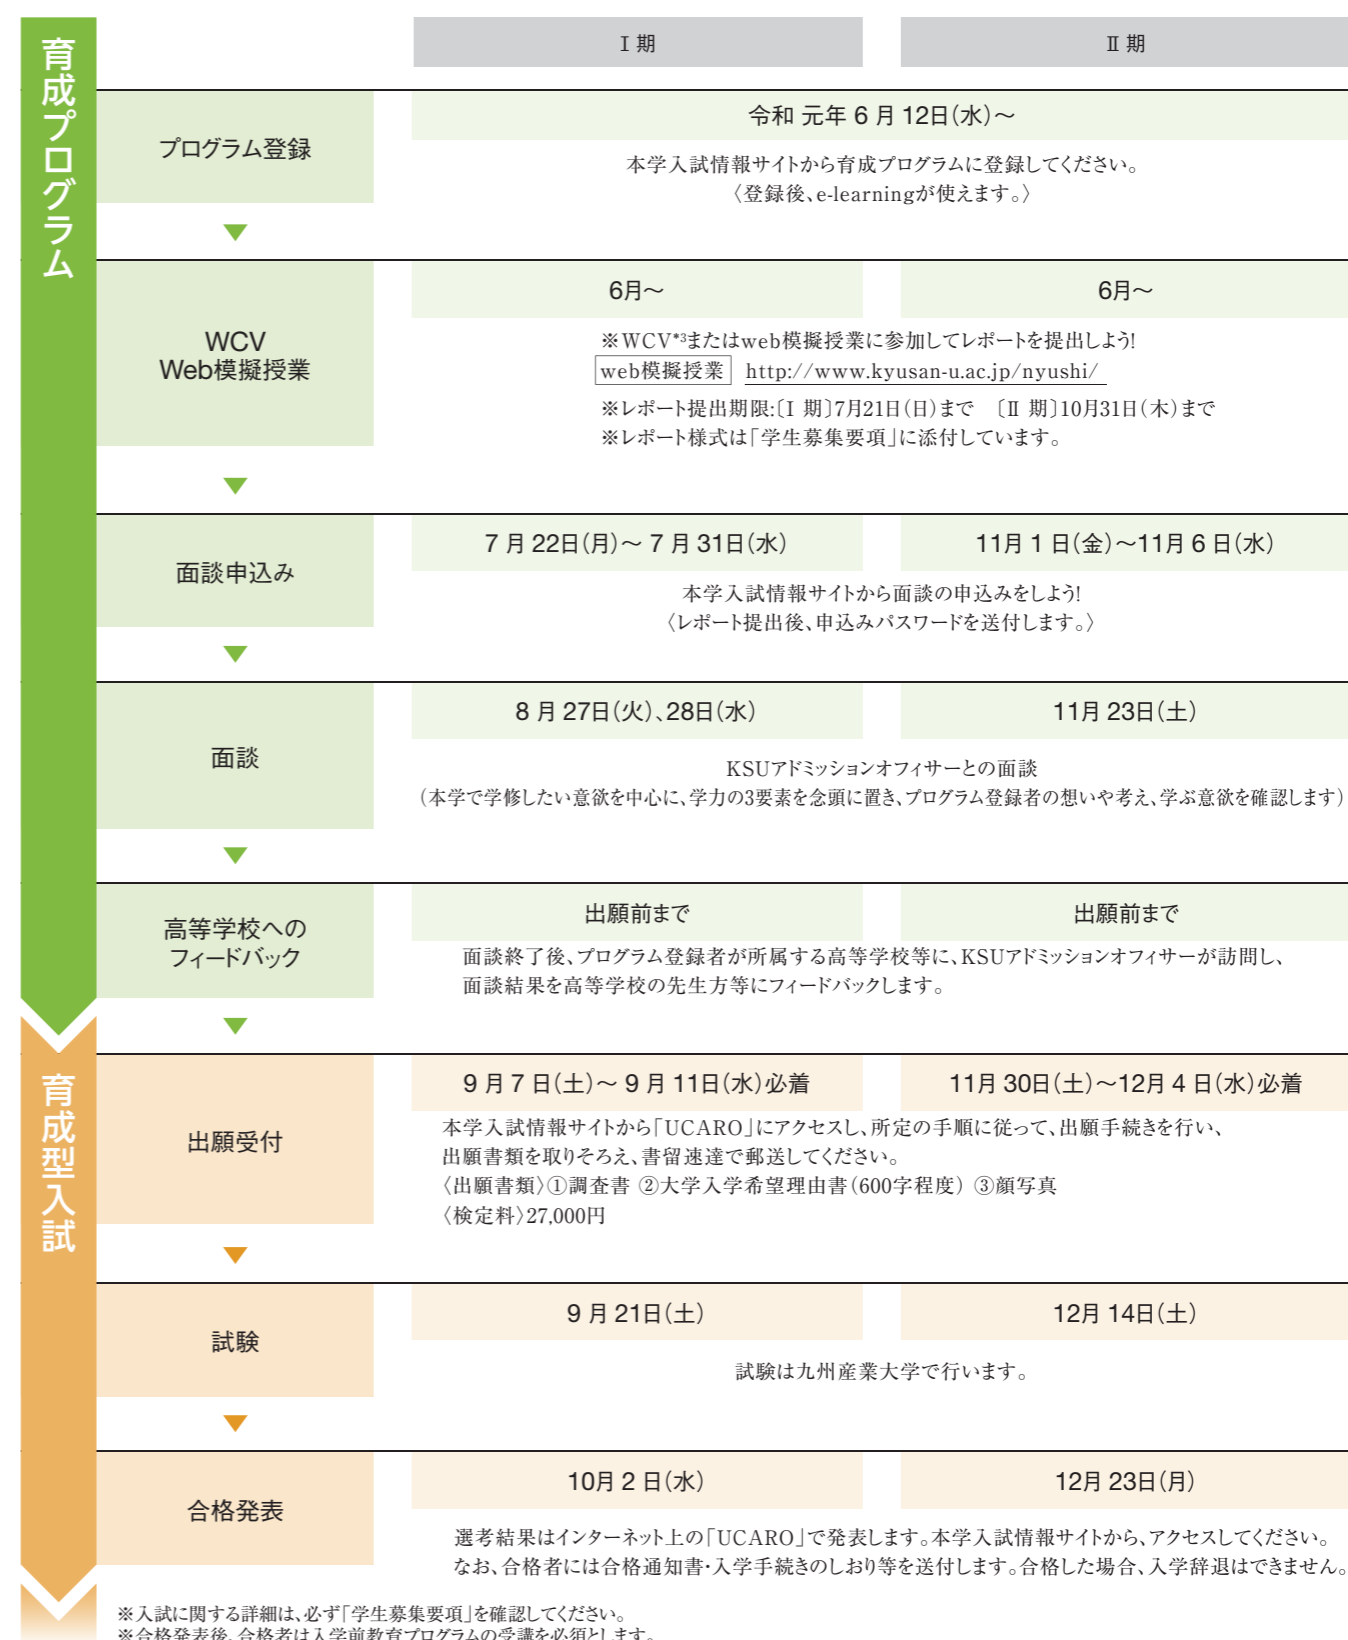 育成プログラム
Ⅰ 期
Ⅱ 期
プログラム登録
令和 元年 6 月 12日(水)～
本学入試情報サイトから育成プログラムに登録してください。
〈登録後、e-learningが使えます。〉
WCV
Web模擬授業
6月～
6月～
※WCV*3またはweb模擬授業に参加してレポートを提出しよう!
web模擬授業 http://www.kyusan-u.ac.jp/nyushi/
※レポート提出期限:〔Ⅰ 期〕7月21日(日)まで 〔Ⅱ 期〕10月31日(木)まで
※レポート様式は「学生募集要項」に添付しています。
面談申込み
7 月 22日(月)～ 7 月 31日(水)
11月 1 日(金)～11月 6 日(水)
本学入試情報サイトから面談の申込みをしよう!
〈レポート提出後、申込みパスワードを送付します。〉
面談
8 月 27日(火)、28日(水)
11月 23日(土)
KSUアドミッションオフィサーとの面談
(本学で学修したい意欲を中心に、学力の3要素を念頭に置き、プログラム登録者の想いや考え、学ぶ意欲を確認します)
高等学校への
フィードバック
出願前まで
出願前まで
面談終了後、プログラム登録者が所属する高等学校等に、KSUアドミッションオフィサーが訪問し、
面談結果を高等学校の先生方等にフィードバックします。
育成型入試
出願受付
9 月 7 日(土)～ 9 月 11日(水)必着
11月 30日(土)～12月 4 日(水)必着
本学入試情報サイトから「UCARO」にアクセスし、所定の手順に従って、出願手続きを行い、
出願書類を取りそろえ、書留速達で郵送してください。
〈出願書類〉①調査書 ②大学入学希望理由書(600字程度) ③顔写真
〈検定料〉27,000円
試験
9 月 21日(土)
12月 14日(土)
試験は九州産業大学で行います。
合格発表
10月 2 日(水)
12月 23日(月)
選考結果はインターネット上の「UCARO」で発表します。本学入試情報サイトから、アクセスしてください。
なお、合格者には合格通知書・入学手続きのしおり等を送付します。合格した場合、入学辞退はできません。
※入試に関する詳細は、必ず「学生募集要項」を確認してください。
※合格発表後、合格者は入学前教育プログラムの受講を必須とします。